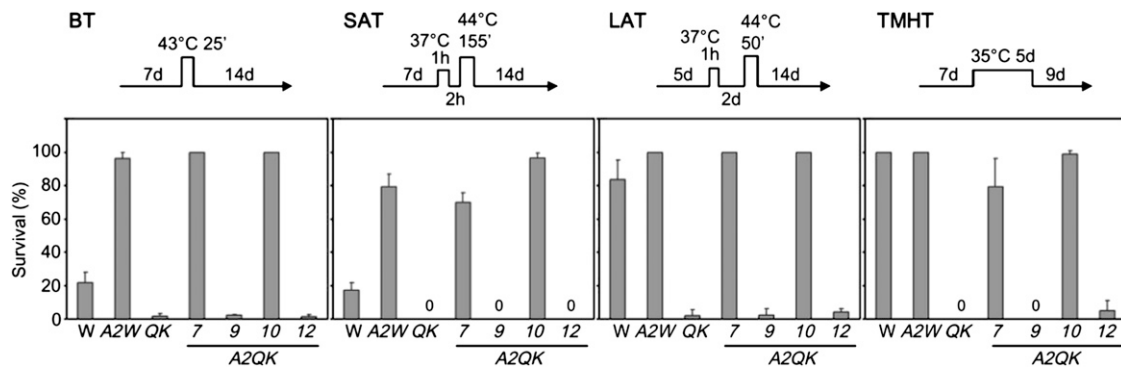 BT
43°C 25'
7d 14d
SAT
44°C
37°C 155'
1h
7d 14d
2h
LAT
44°C
37°C 50'
1h
5d 14d
2d
TMHT
35°C 5d
7d 9d
Survival (%)
100
80
60
40
20
0
0 0 0
0 0
W A2W QK 7 9 10 12
A2QK
W A2W QK 7 9 10 12
A2QK
W A2W QK 7 9 10 12
A2QK
W A2W QK 7 9 10 12
A2QK